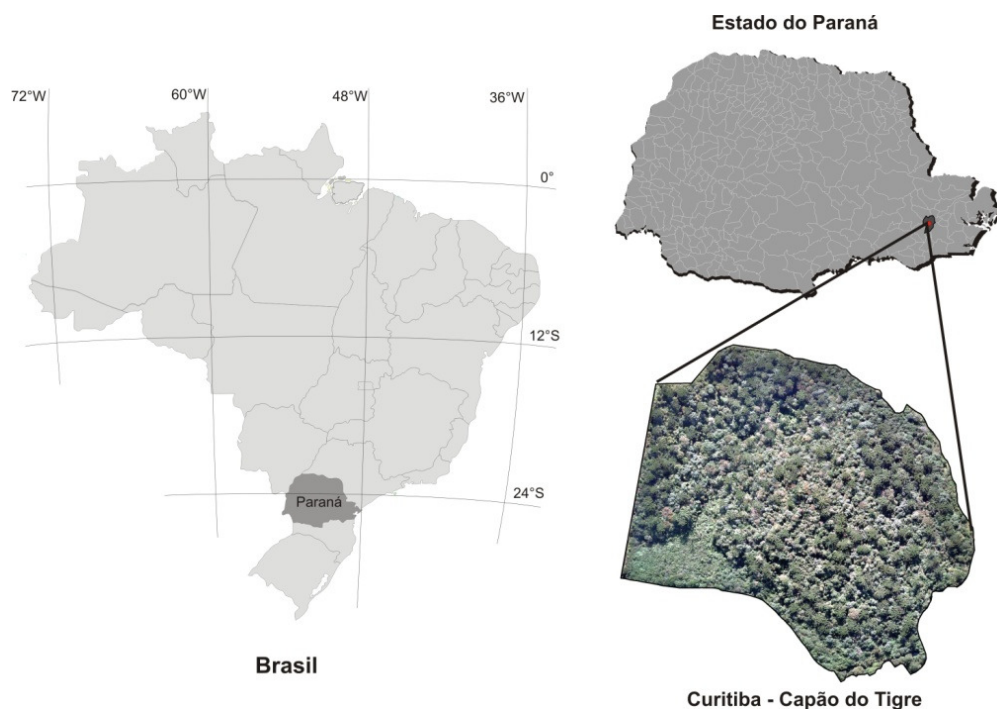 Estado do Paraná
72°W
60°W
48°W
36°W
0°
12°S
24°S
Paraná
Brasil
Curitiba - Capão do Tigre